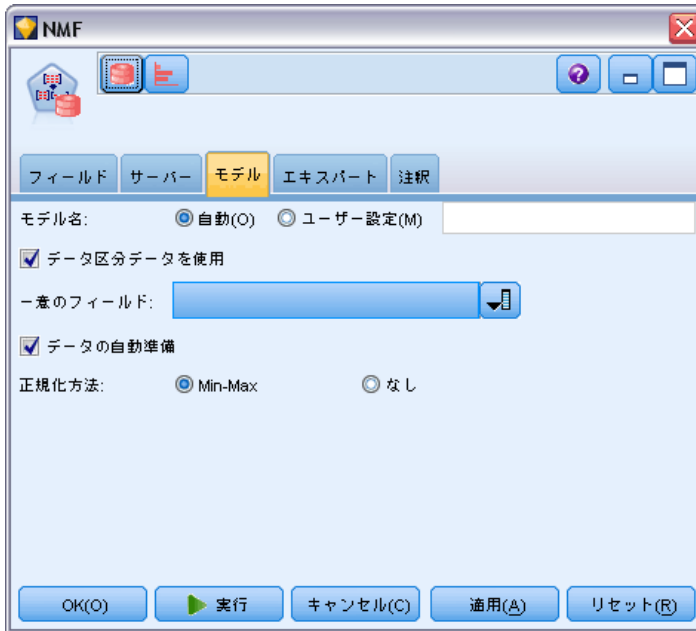 NMF
フィールド サーバー モデル エキスパート 注釈
モデル名: 自動(O) ユーザー設定(M)
データ区分データを使用
一意のフィールド:
データの自動準備
正規化方法: Min-Max なし
OK(O) 実行 キャンセル(C) 適用(A) リセット(R)